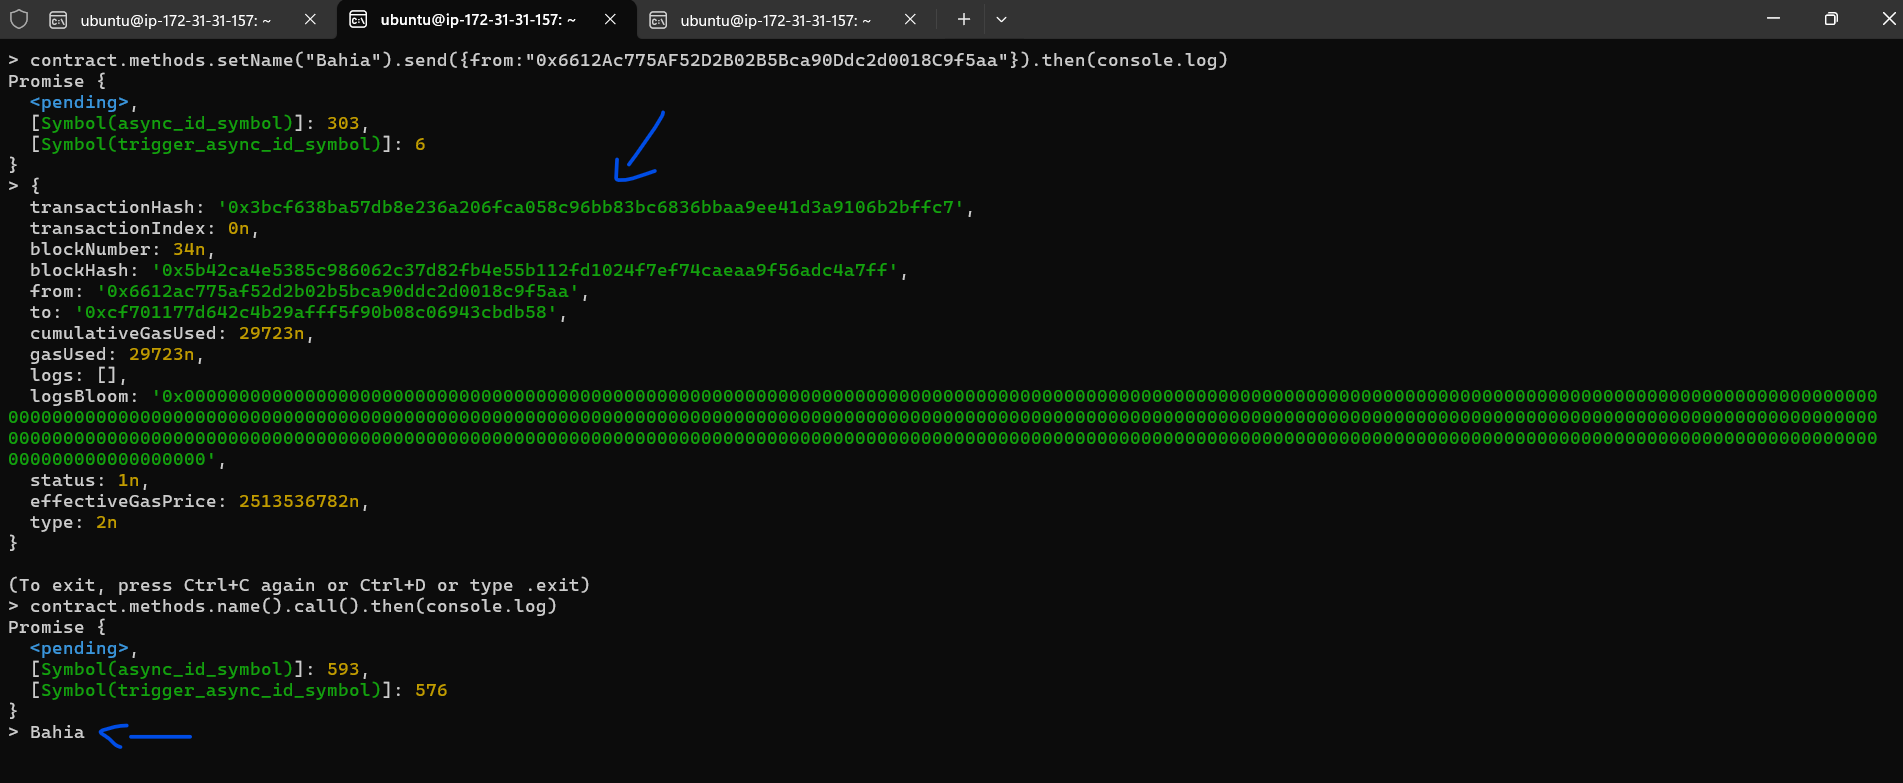 ubuntu@ip-172-31-31-157: ~
ubuntu@ip-172-31-31-157: ~
ubuntu@ip-172-31-31-157: ~
> contract.methods.setName("Bahia").send({from:"0x6612Ac775AF52D2B02B5Bca90Ddc2d0018C9f5aa"}).then(console.log)
Promise {
  <pending>,
  [Symbol(async_id_symbol)]: 303,
  [Symbol(trigger_async_id_symbol)]: 6
}
> {
  transactionHash: '0x3bcf638ba57db8e236a206fca058c96bb83bc6836bbaa9ee41d3a9106b2bffc7',
  transactionIndex: 0n,
  blockNumber: 34n,
  blockHash: '0x5b42ca4e5385c986062c37d82fb4e55b112fd1024f7ef74caeaa9f56adc4a7ff',
  from: '0x6612ac775af52d2b02b5bca90ddc2d0018c9f5aa',
  to: '0xcf701177d642c4b29afff5f90b08c06943cbdb58',
  cumulativeGasUsed: 29723n,
  gasUsed: 29723n,
  logs: [],
  logsBloom: '0x0000000000000000000000000000000000000000000000000000000000000000000000000000000000000000000000000000000000000000000000000000000000000000000000000000000000
0000000000000000000000000000000000000000000000000000000000000000000000000000000000000000000000000000000000000000000000000000000000000000000000000000000000000000000000000
0000000000000000000000000000000000000000000000000000000000000000000000000000000000000000000000000000000000000000000000000000000000000000000000000000000000000000000000000
000000000000000000',
  status: 1n,
  effectiveGasPrice: 2513536782n,
  type: 2n
}
(To exit, press Ctrl+C again or Ctrl+D or type .exit)
> contract.methods.name().call().then(console.log)
Promise {
  <pending>,
  [Symbol(async_id_symbol)]: 593,
  [Symbol(trigger_async_id_symbol)]: 576
}
> Bahia